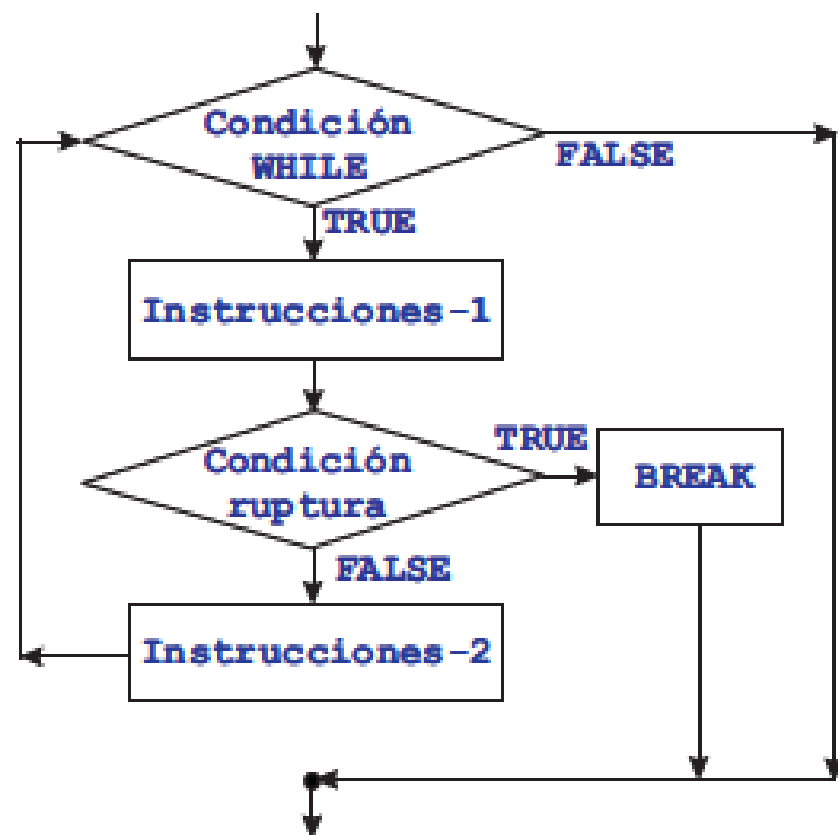 Condición
WHILE
FALSE
TRUE
Instrucciones-1
Condición
ruptura
TRUE
BREAK
FALSE
Instrucciones-2